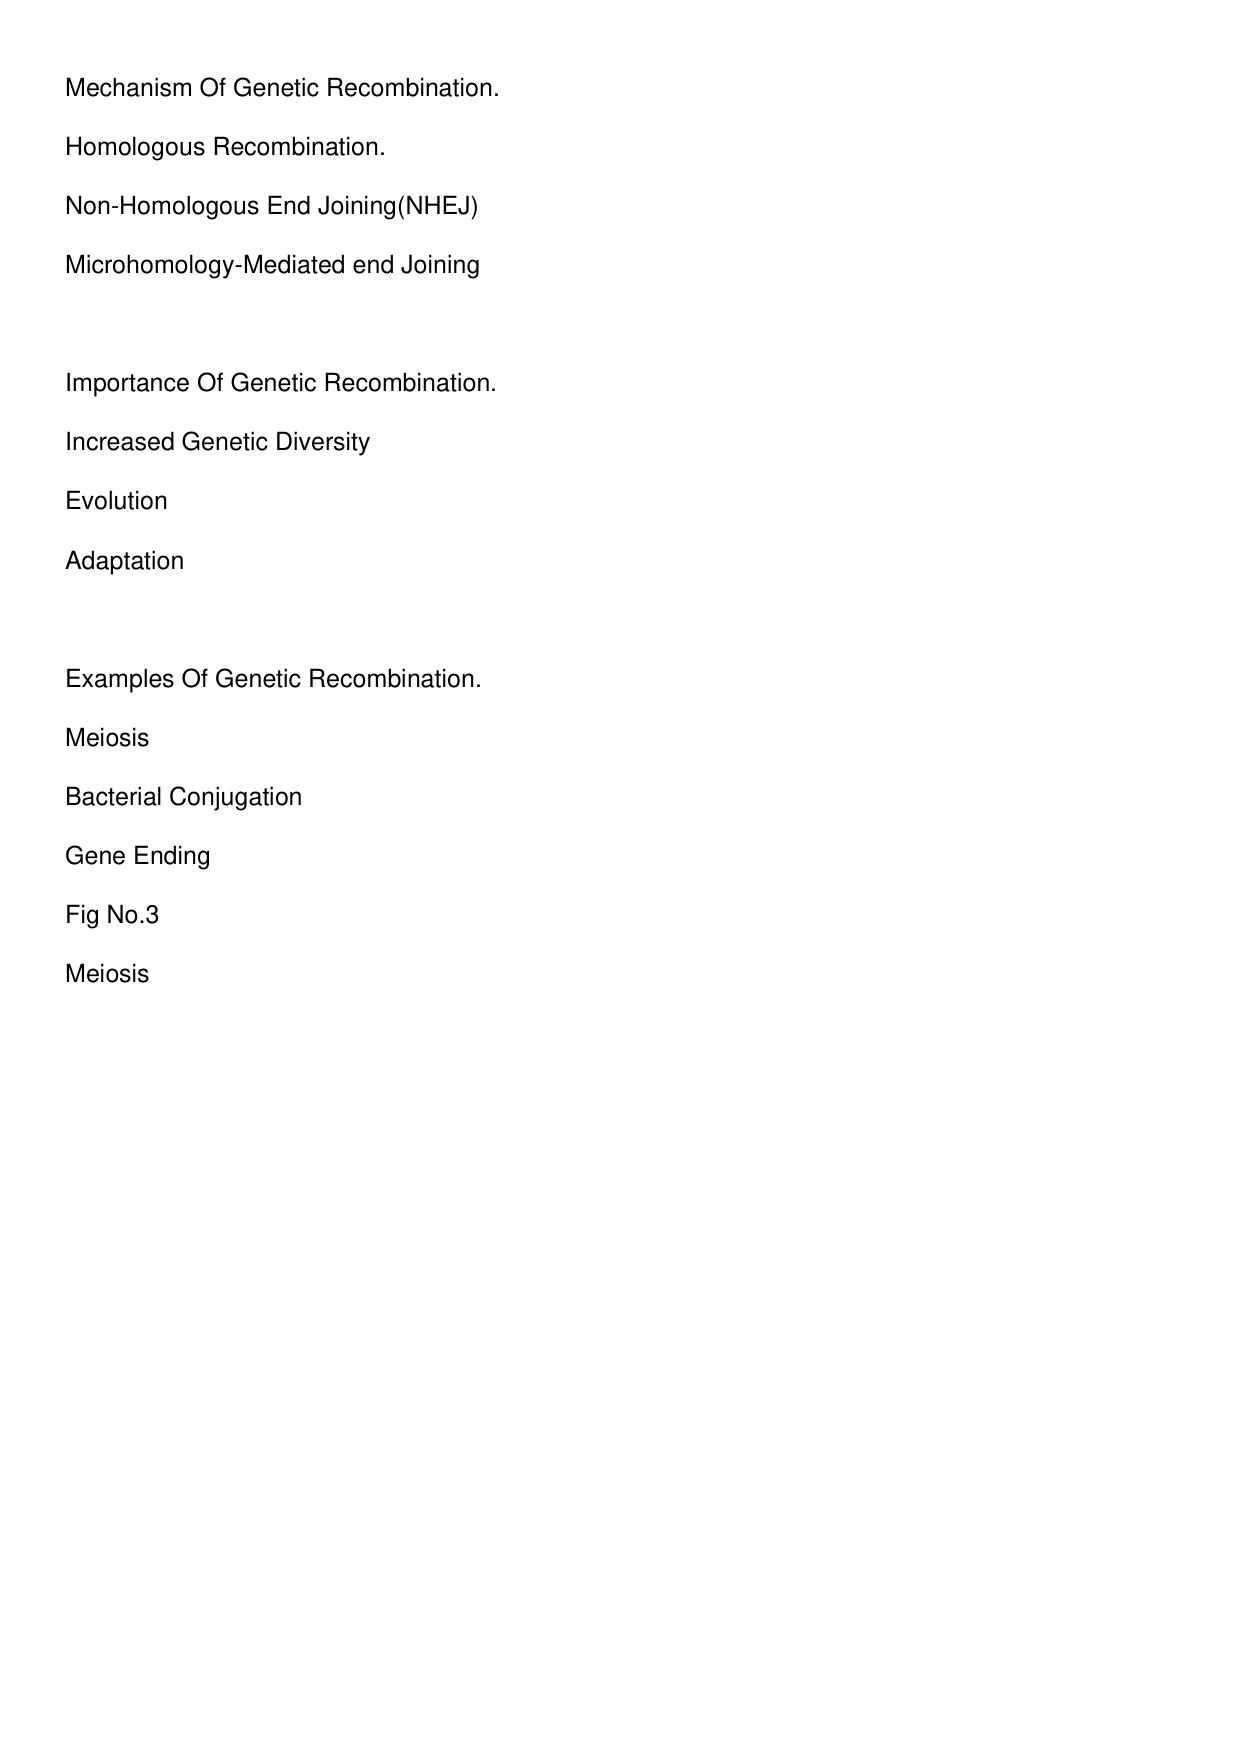 Mechanism Of Genetic Recombination.
Homologous Recombination.
Non-Homologous End Joining(NHEJ)
Microhomology-Mediated end Joining
Importance Of Genetic Recombination.
Increased Genetic Diversity
Evolution
Adaptation
Examples Of Genetic Recombination.
Meiosis
Bacterial Conjugation
Gene Ending
Fig No.3
Meiosis